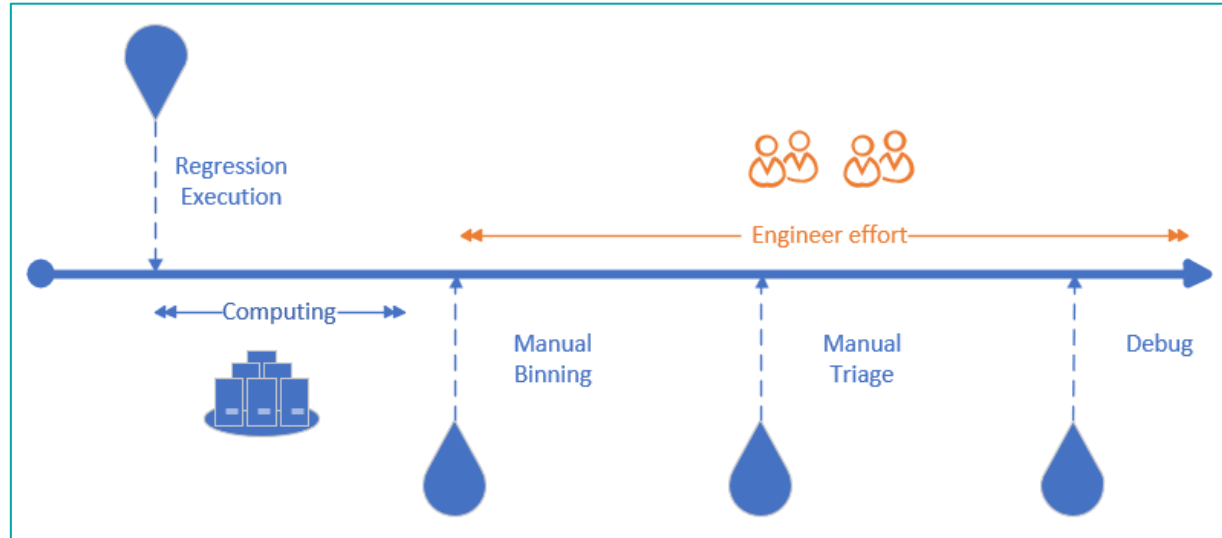 Regression
Execution
Engineer effort
Computing
Manual
Binning
Manual
Triage
Debug